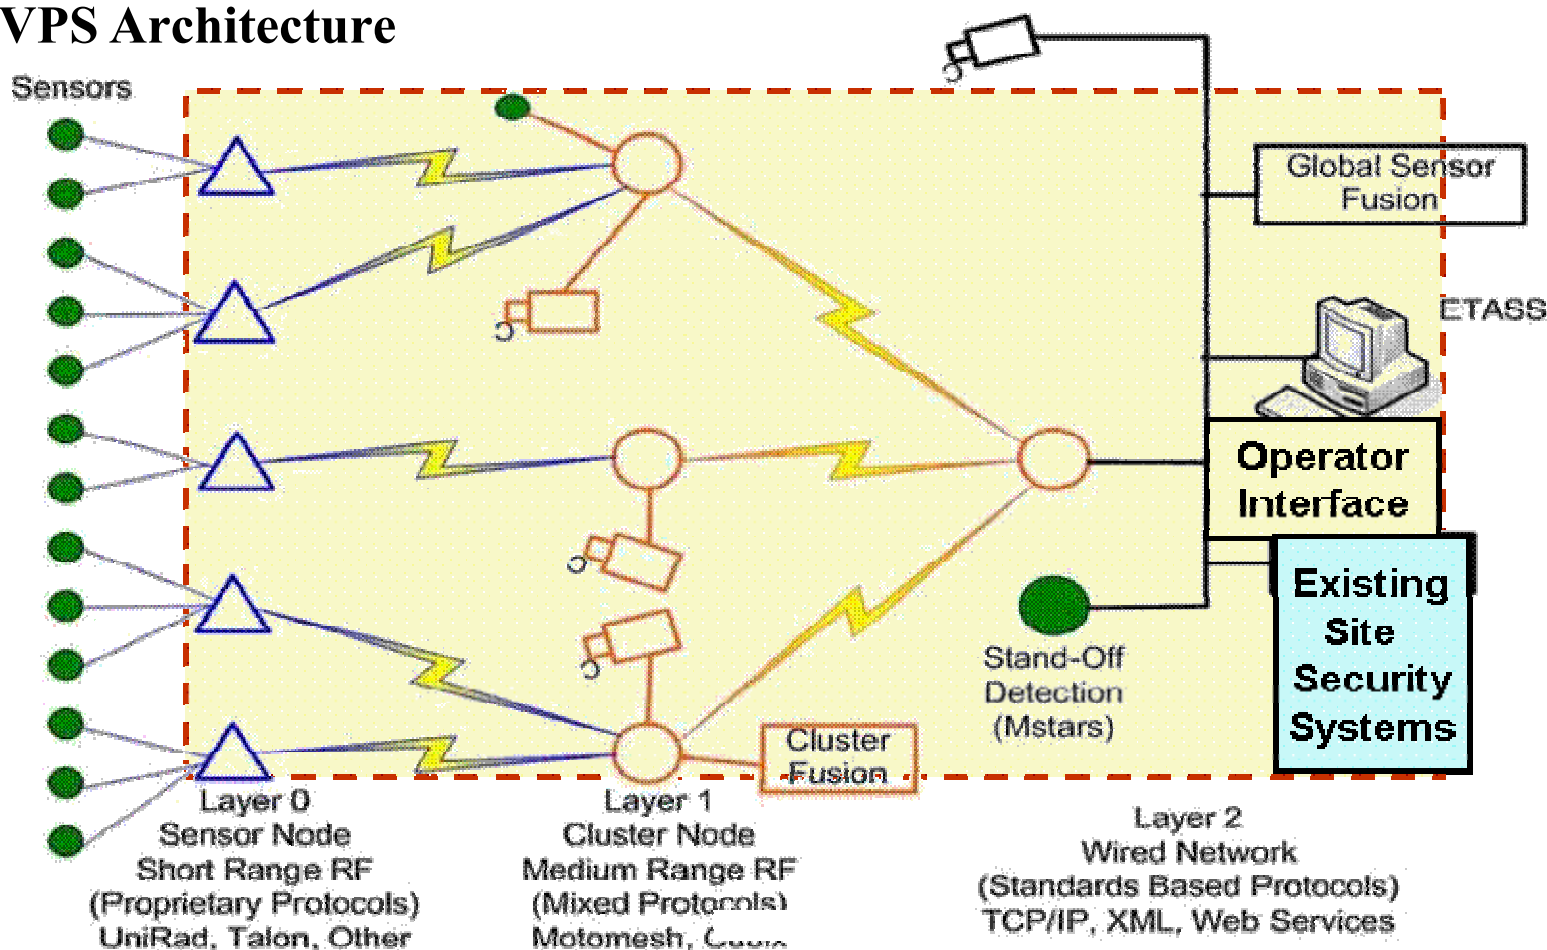 VPS Architecture
Sensors
Global Sensor
Fusion
ETASS
Operator
Interface
Existing
Site
Security
Systems
Stand-Off
Detection
(Mstars)
Cluster
Fusion
Layer 0
Sensor Node
Short Range RF
(Proprietary Protocols)
UniRad, Talon, Other
Layer 1
Cluster Node
Medium Range RF
(Mixed Protocols)
Motomesh,
Layer 2
Wired Network
(Standards Based Protocols)
TCP/IP, XML, Web Services